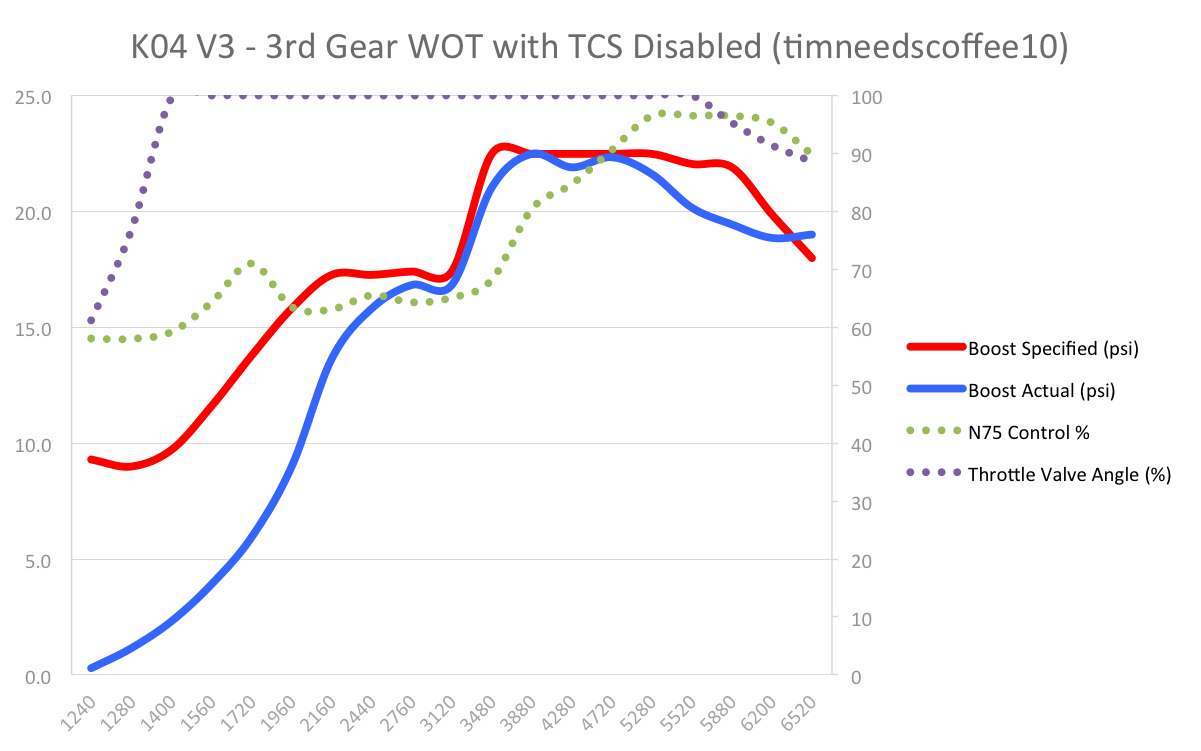 K04 V3 - 3rd Gear WOT with TCS Disabled (timneedscoffee10)
25.0
20.0
15.0
10.0
5.0
0.0
100
90
80
70
60
50
40
30
20
10
0
1240 1280 1400 1560 1720 1960 2160 2440 2760 3120 3480 3880 4280 4720 5280 5520 5880 6200 6520
Boost Specified (psi)
Boost Actual (psi)
N75 Control %
Throttle Valve Angle (%)